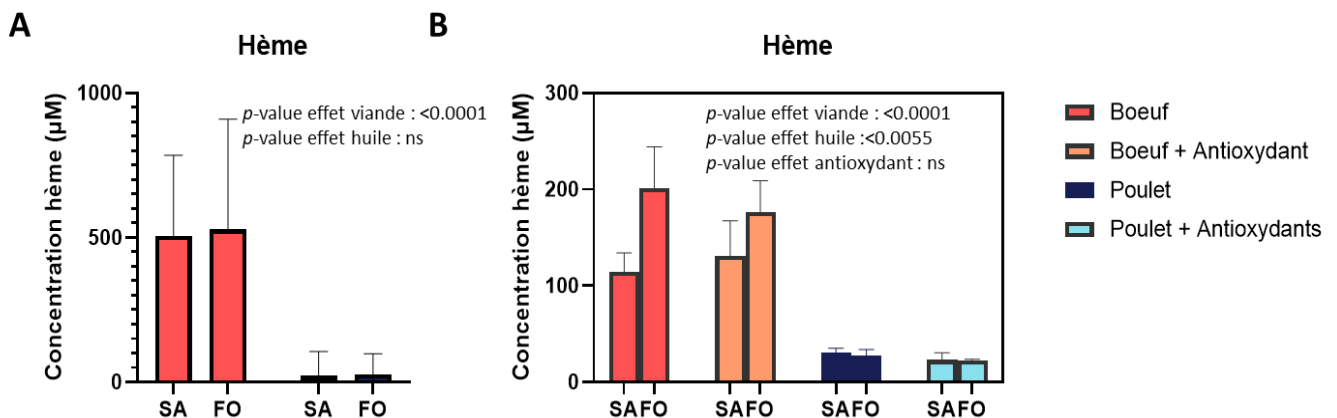 A
Hème
Concentration hème (µM)
1000
500
0
p-value effet viande : <0.0001
p-value effet huile : ns
SA FO SA FO
B
Hème
Concentration hème (µM)
300
200
100
0
p-value effet viande : <0.0001
p-value effet huile :<0.0055
p-value effet antioxydant : ns
SAFO SAFO SAFO SAFO
Boeuf
Boeuf + Antioxydant
Poulet
Poulet + Antioxydants